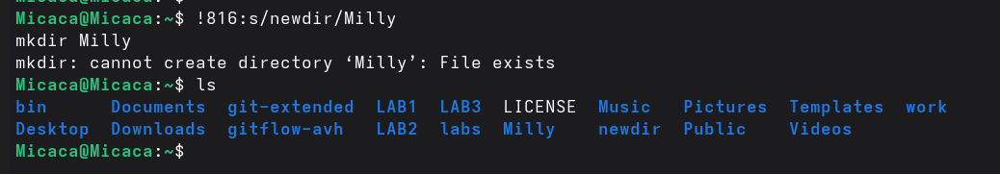 Micaca@Micaca:~$ !816:s/newdir/Milly
mkdir Milly
mkdir: cannot create directory ‘Milly’: File exists
Micaca@Micaca:~$ ls
bin Documents git-extended LAB1 LAB3 LICENSE Music Pictures Templates work
Desktop Downloads gitflow-avh LAB2 labs Milly newdir Public Videos
Micaca@Micaca:~$